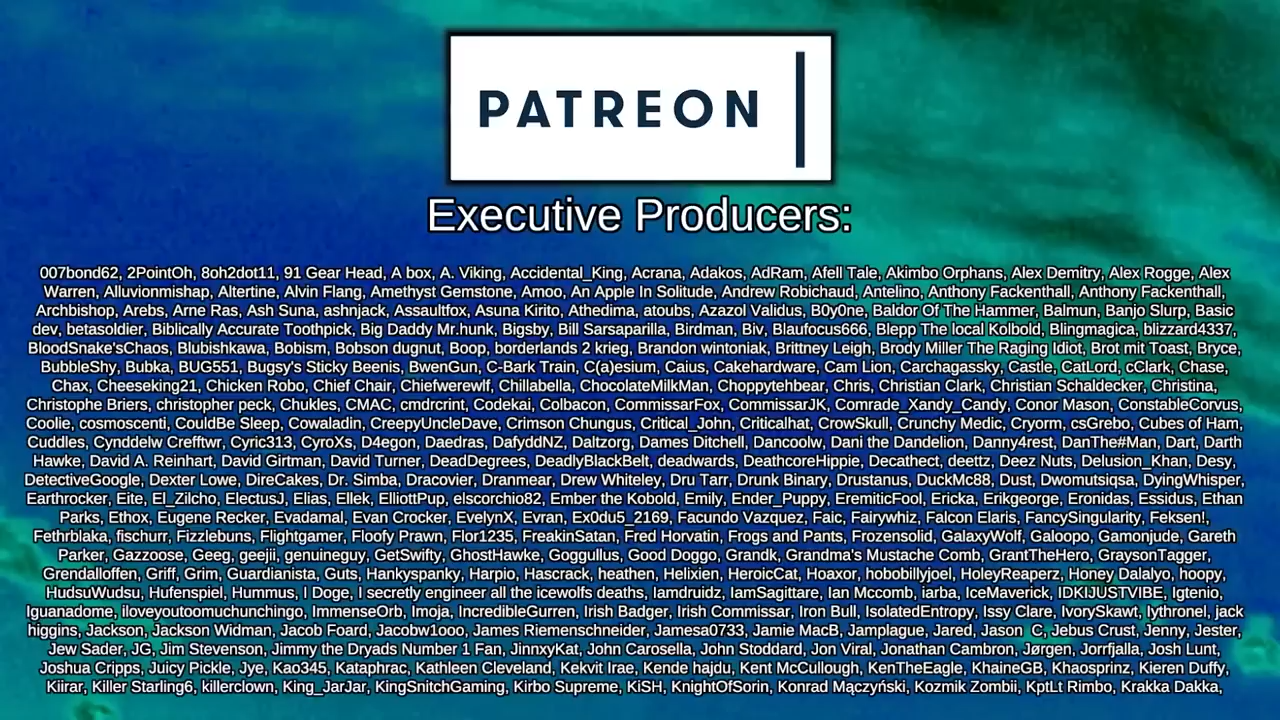 PATREON
Executive Producers:
007bond62, 2PointOh, 8oh2dot11, 91 Gear Head, A box, A. Viking, Accidental_King, Acrana, Adakos, AdRam, Afell Tale, Akimbo Orphans, Alex Demitry, Alex Rogge, Alex
Warren, Alluvionmishap, Altertine, Alvin Flang, Amethyst Gemstone, Amoo, An Apple In Solitude, Andrew Robichaud, Antelino, Anthony Fackenthall, Anthony Fackenthall,
Archbishop, Arebs, Arne Ras, Ash Suna, ashnjack, Assaultfox, Asuna Kirito, Athedima, atoubs, Azazol Validus, B0y0ne, Baldor Of The Hammer, Balmun, Banjo Slurp, Basic
dev, betasoldier, Biblically Accurate Toothpick, Big Daddy Mr.hunk, Bigsby, Bill Sarsaparilla, Birdman, Biv, Blaufocus666, Blepp The local Kolbold, Blingmagica, blizzard4337,
BloodSnake'sChaos, Blubishkawa, Bobism, Bobson dugnut, Boop, borderlands 2 krieg, Brandon wintoniak, Brittney Leigh, Brody Miller The Raging Idiot, Brot mit Toast, Bryce,
BubbleShy, Bubka, BUG551, Bugsy's Sticky Beenis, BwenGun, C-Bark Train, C(a)esium, Caius, Cakehardware, Cam Lion, Carchagassky, Castle, CatLord, cClark, Chase,
Chax, Cheeseking21, Chicken Robo, Chief Chair, Chiefwerewlf, Chillabella, ChocolateMilkMan, Choppytehbear, Chris, Christian Clark, Christian Schaldecker, Christina,
Christophe Briers, christopher peck, Chukles, CMAC, cmdrcrint, Codekai, Colbacon, CommissarFox, CommissarJK, Comrade_Xandy_Candy, Conor Mason, ConstableCorvus,
Coolie, cosmoscenti, CouldBe Sleep, Cowaladin, CreepyUncleDave, Crimson Chungus, Critical_John, Criticalhat, CrowSkull, Crunchy Medic, Cryorm, csGrebo, Cubes of Ham,
Cuddles, Cynddelw Crefftwr, Cyric313, CyroXs, D4egon, Daedras, DafyddNZ, Daltzorg, Dames Ditchell, Dancoolw, Dani the Dandelion, Danny4rest, DanThe#Man, Dart, Darth
Hawke, David A. Reinhart, David Girtman, David Turner, DeadDegrees, DeadlyBlackBelt, deadwards, DeathcoreHippie, Decathect, deettz, Deez Nuts, Delusion_Khan, Desy,
DetectiveGoogle, Dexter Lowe, DireCakes, Dr. Simba, Dracovier, Dranmear, Drew Whiteley, Dru Tarr, Drunk Binary, Drustanus, DuckMc88, Dust, Dwomutsiqsa, DyingWhisper,
Earthrocker, Eite, El_Zilcho, ElectusJ, Elias, Ellek, ElliottPup, elscorchio82, Ember the Kobold, Emily, Ender_Puppy, EremiticFool, Ericka, Erikgeorge, Eronidas, Essidus, Ethan
Parks, Ethox, Eugene Recker, Evadamal, Evan Crocker, EvelynX, Evran, Ex0du5_2169, Facundo Vazquez, Faic, Fairywhiz, Falcon Elaris, FancySingularity, Feksen!,
Fethrblaka, fischurr, Fizzlebuns, Flightgamer, Floofy Prawn, Flor1235, FreakinSatan, Fred Horvatin, Frogs and Pants, Frozensolid, GalaxyWolf, Galoopo, Gamonjude, Gareth
Parker, Gazzoose, Geeg, geejii, genuineguy, GetSwifty, GhostHawke, Goggullus, Good Doggo, Grandk, Grandma's Mustache Comb, GrantTheHero, GraysonTagger,
Grendalloffen, Griff, Grim, Guardianista, Guts, Hankyspanky, Harpio, Hascrack, heathen, Helixien, HeroicCat, Hoaxor, hobobillyjoel, HoleyReaperz, Honey Dalalyo, hoopy,
HudsuWudsu, Hufenspiel, Hummus, I Doge, I secretly engineer all the icewolfs deaths, Iamdruidz, IamSagittare, Ian Mccomb, iarba, IceMaverick, IDKIJUSTVIBE, Igtenio,
Iguanadome, iloveyoutoomuchunchingo, ImmenseOrb, Imoja, IncredibleGurren, Irish Badger, Irish Commissar, Iron Bull, IsolatedEntropy, Issy Clare, IvorySkawt, Iythronel, jack
higgins, Jackson, Jackson Widman, Jacob Foard, Jacobw1ooo, James Riemenschneider, Jamesa0733, Jamie MacB, Jamplague, Jared, Jason_C, Jebus Crust, Jenny, Jester,
Jew Sader, JG, Jim Stevenson, Jimmy the Dryads Number 1 Fan, JinnxyKat, John Carosella, John Stoddard, Jon Viral, Jonathan Cambron, Jørgen, Jorrfjalla, Josh Lunt,
Joshua Cripps, Juicy Pickle, Jye, Kao345, Kataphrac, Kathleen Cleveland, Kekvit Irae, Kende hajdu, Kent McCullough, KenTheEagle, KhaineGB, Khaosprinz, Kieren Duffy,
Kiirar, Killer Starling6, killerclown, King_JarJar, KingSnitchGaming, Kirbo Supreme, KiSH, KnightOfSorin, Konrad Mączyński, Kozmik Zombii, KptLt Rimbo, Krakka Dakka,